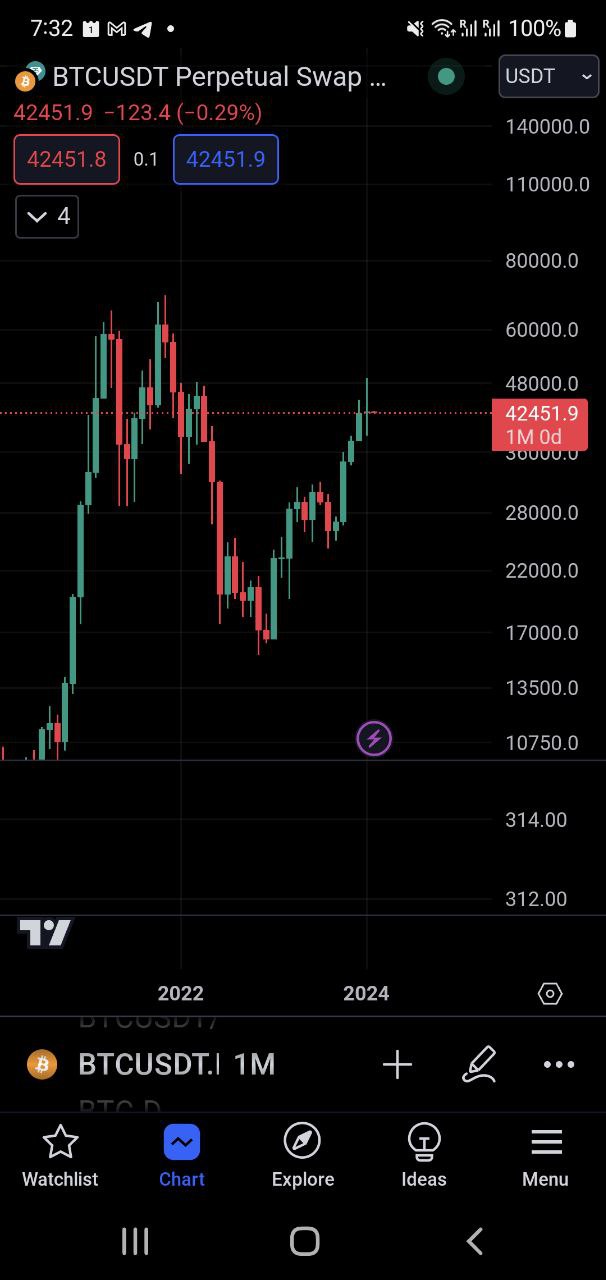 7:32 1 R R 100%
BTCUSDT Perpetual Swap ... USDT
42451.9 −123.4 (−0.29%)
140000.0
42451.8 0.1 42451.9
110000.0
4
80000.0
60000.0
48000.0
42451.9
1M 0d
36000.0
28000.0
22000.0
17000.0
13500.0
10750.0
314.00
312.00
2022 2024
BTCUSDT/
BTCUSDT.I 1M
BTC.D
Watchlist Chart Explore Ideas Menu